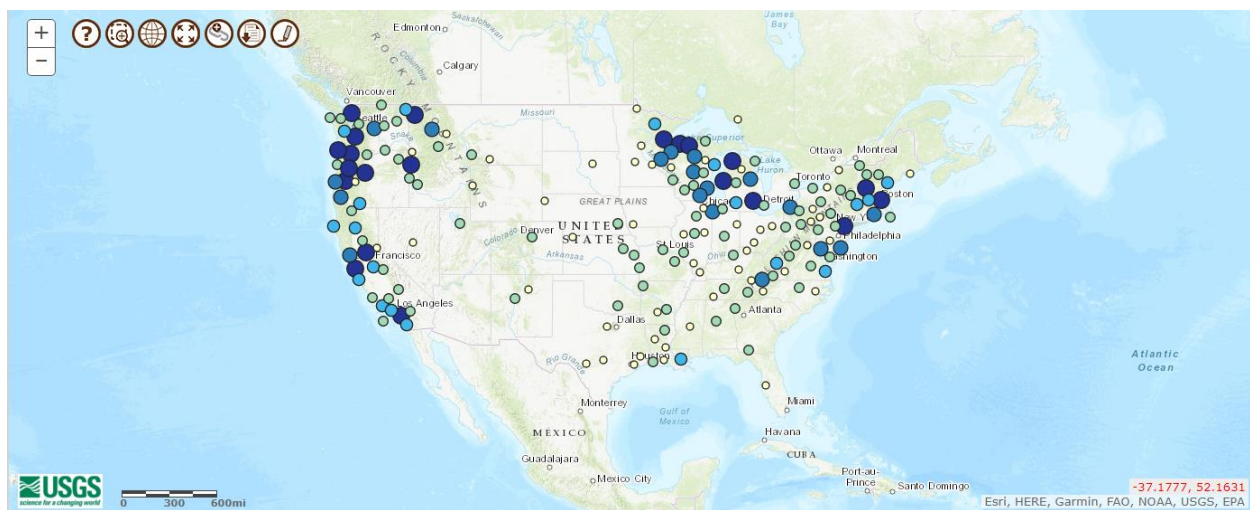 +
−
?
Edmonton
Saskatchewan
James
Bay
Calgary
ROCKY MOUNTAINS
Columbia
Vancouver
Seattle
Missouri
Snake
Lake Superior
Lake
Huron
Ottawa
Montreal
Toronto
Boston
Chicago
Detroit
GREAT PLAINS
New Y
Philadelphia
UNITED
STATES
Denver
Colorado
St Louis
Ohio
Washington
Francisco
Arkansas
Los Angeles
Atlanta
Dallas
Houston
Rio Grande
Atlantic
Ocean
Miami
Monterrey
Gulf of
Mexico
MÉXICO
Havana
CUBA
Guadalajara
Mexico City
Port-au-
Prince
Santo Domingo
USGS
science for a changing world
0 300 600mi
-37.1777, 52.1631
Esri, HERE, Garmin, FAO, NOAA, USGS, EPA